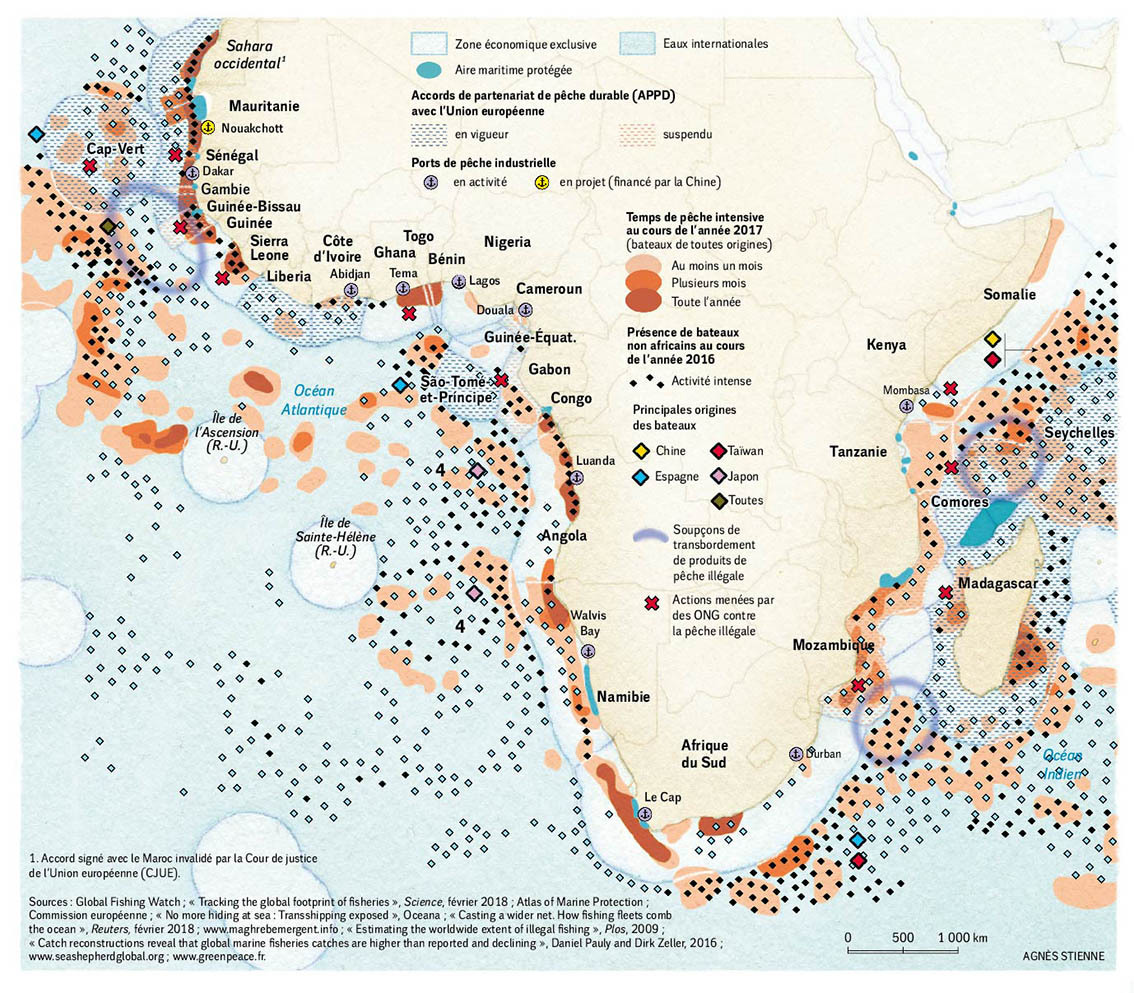 Sahara
occidental¹
Mauritanie
Nouakchott
Cap-Vert
Sénégal
Dakar
Gambie
Guinée-Bissau
Guinée
Sierra
Leone
Liberia
Côte
d'Ivoire
Abidjan
Togo
Ghana
Tema
Bénin
Nigeria
Lagos
Cameroun
Douala
Guinée-Équat.
São-Tomé-
et-Príncipe
Gabon
Congo
Luanda
Angola
Walvis
Bay
Namibie
Afrique
du Sud
Le Cap
Durban
Mozambique
Madagascar
Comores
Seychelles
Tanzanie
Mombasa
Kenya
Somalie
Océan
Atlantique
Île de
l'Ascension
(R.-U.)
Île de
Sainte-Hélène
(R.-U.)
4
4
Océan
Indien
Zone économique exclusive
Eaux internationales
Aire maritime protégée
Accords de partenariat de pêche durable (APPD)
avec l'Union européenne
en vigueur
suspendu
Ports de pêche industrielle
en activité
en projet (financé par la Chine)
Temps de pêche intensive
au cours de l'année 2017
(bateaux de toutes origines)
Au moins un mois
Plusieurs mois
Toute l'année
Présence de bateaux
non africains au cours
de l'année 2016
Activité intense
Principales origines
des bateaux
Chine
Taïwan
Espagne
Japon
Toutes
Soupçons de
transbordement
de produits de
pêche illégale
Actions menées par
des ONG contre
la pêche illégale
1. Accord signé avec le Maroc invalidé par la Cour de justice
de l'Union européenne (CJUE).
Sources : Global Fishing Watch ; « Tracking the global footprint of fisheries », Science, février 2018 ; Atlas of Marine Protection ;
Commission européenne ; « No more hiding at sea : Transshipping exposed », Oceana ; « Casting a wider net. How fishing fleets comb
the ocean », Reuters, février 2018 ; www.maghrebemergent.info ; « Estimating the worldwide extent of illegal fishing », Plos, 2009 ;
« Catch reconstructions reveal that global marine fisheries catches are higher than reported and declining », Daniel Pauly and Dirk Zeller, 2016 ;
www.seashepherdglobal.org ; www.greenpeace.fr.
0 500 1 000 km
AGNÈS STIENNE